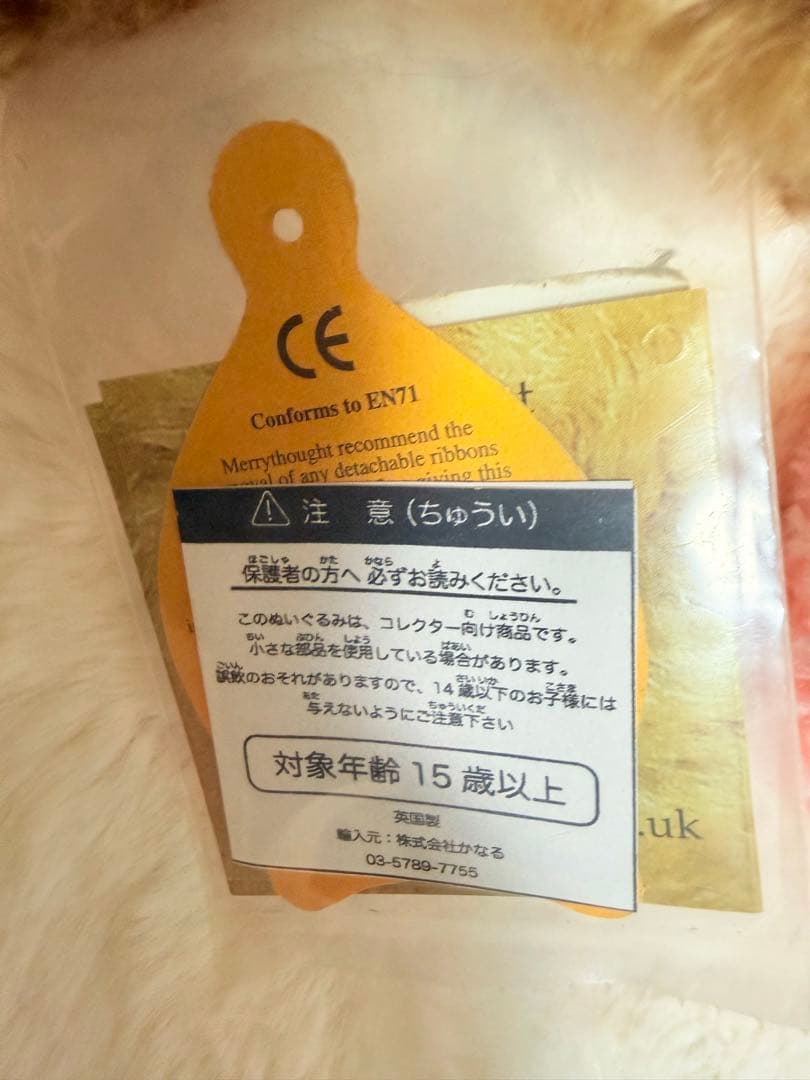 CE
Conforms to EN71
Merrythought recommend the
of any detachable ribbons
giving this
t
注 意（ちゅうい）
保護者の方へ 必ずお読みください。
このぬいぐるみは、コレクター向け商品です。
小さな部品を使用している場合があります。
誤飲のおそれがありますので、14歳以下のお子様には
与えないようにご注意下さい
対象年齢 15 歳以上
英国製
輸入元：株式会社かなる
03-5789-7755
.uk